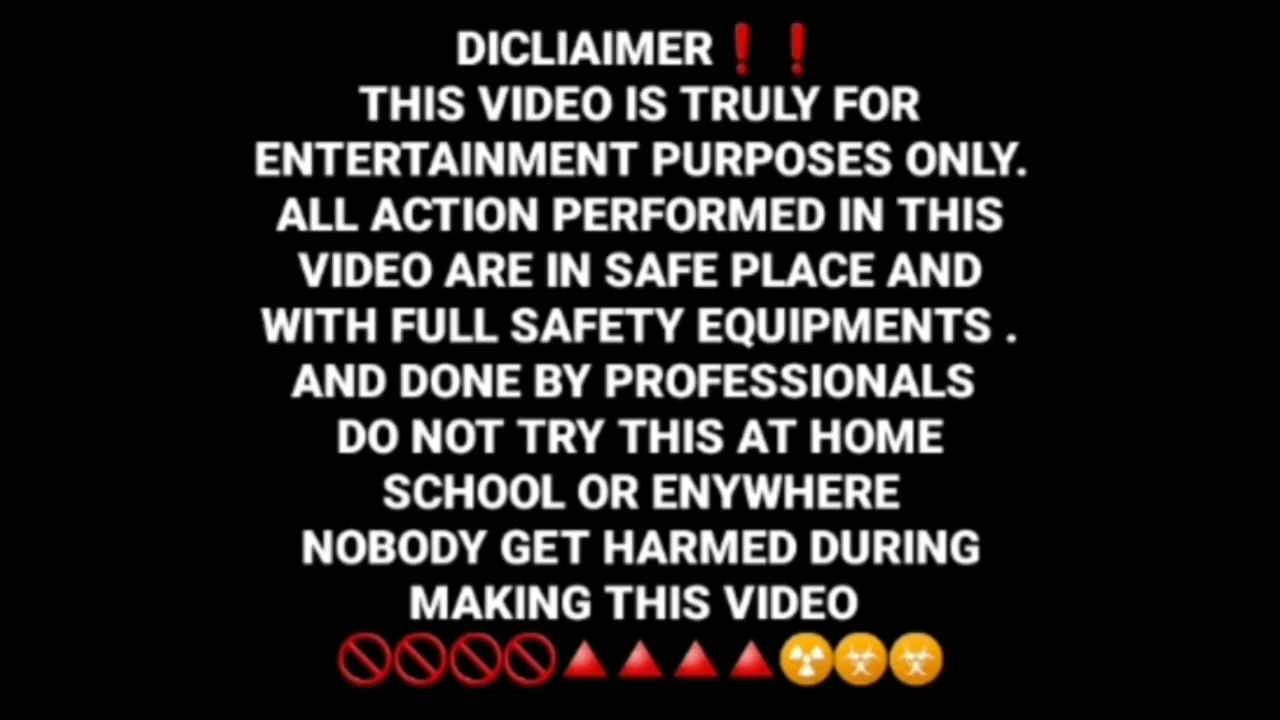 DICLIAIMER❗❗
THIS VIDEO IS TRULY FOR
ENTERTAINMENT PURPOSES ONLY.
ALL ACTION PERFORMED IN THIS
VIDEO ARE IN SAFE PLACE AND
WITH FULL SAFETY EQUIPMENTS .
AND DONE BY PROFESSIONALS
DO NOT TRY THIS AT HOME
SCHOOL OR ENYWHERE
NOBODY GET HARMED DURING
MAKING THIS VIDEO
🚫🚫🚫🚫🔺🔺🔺🔺☢️☣️☣️